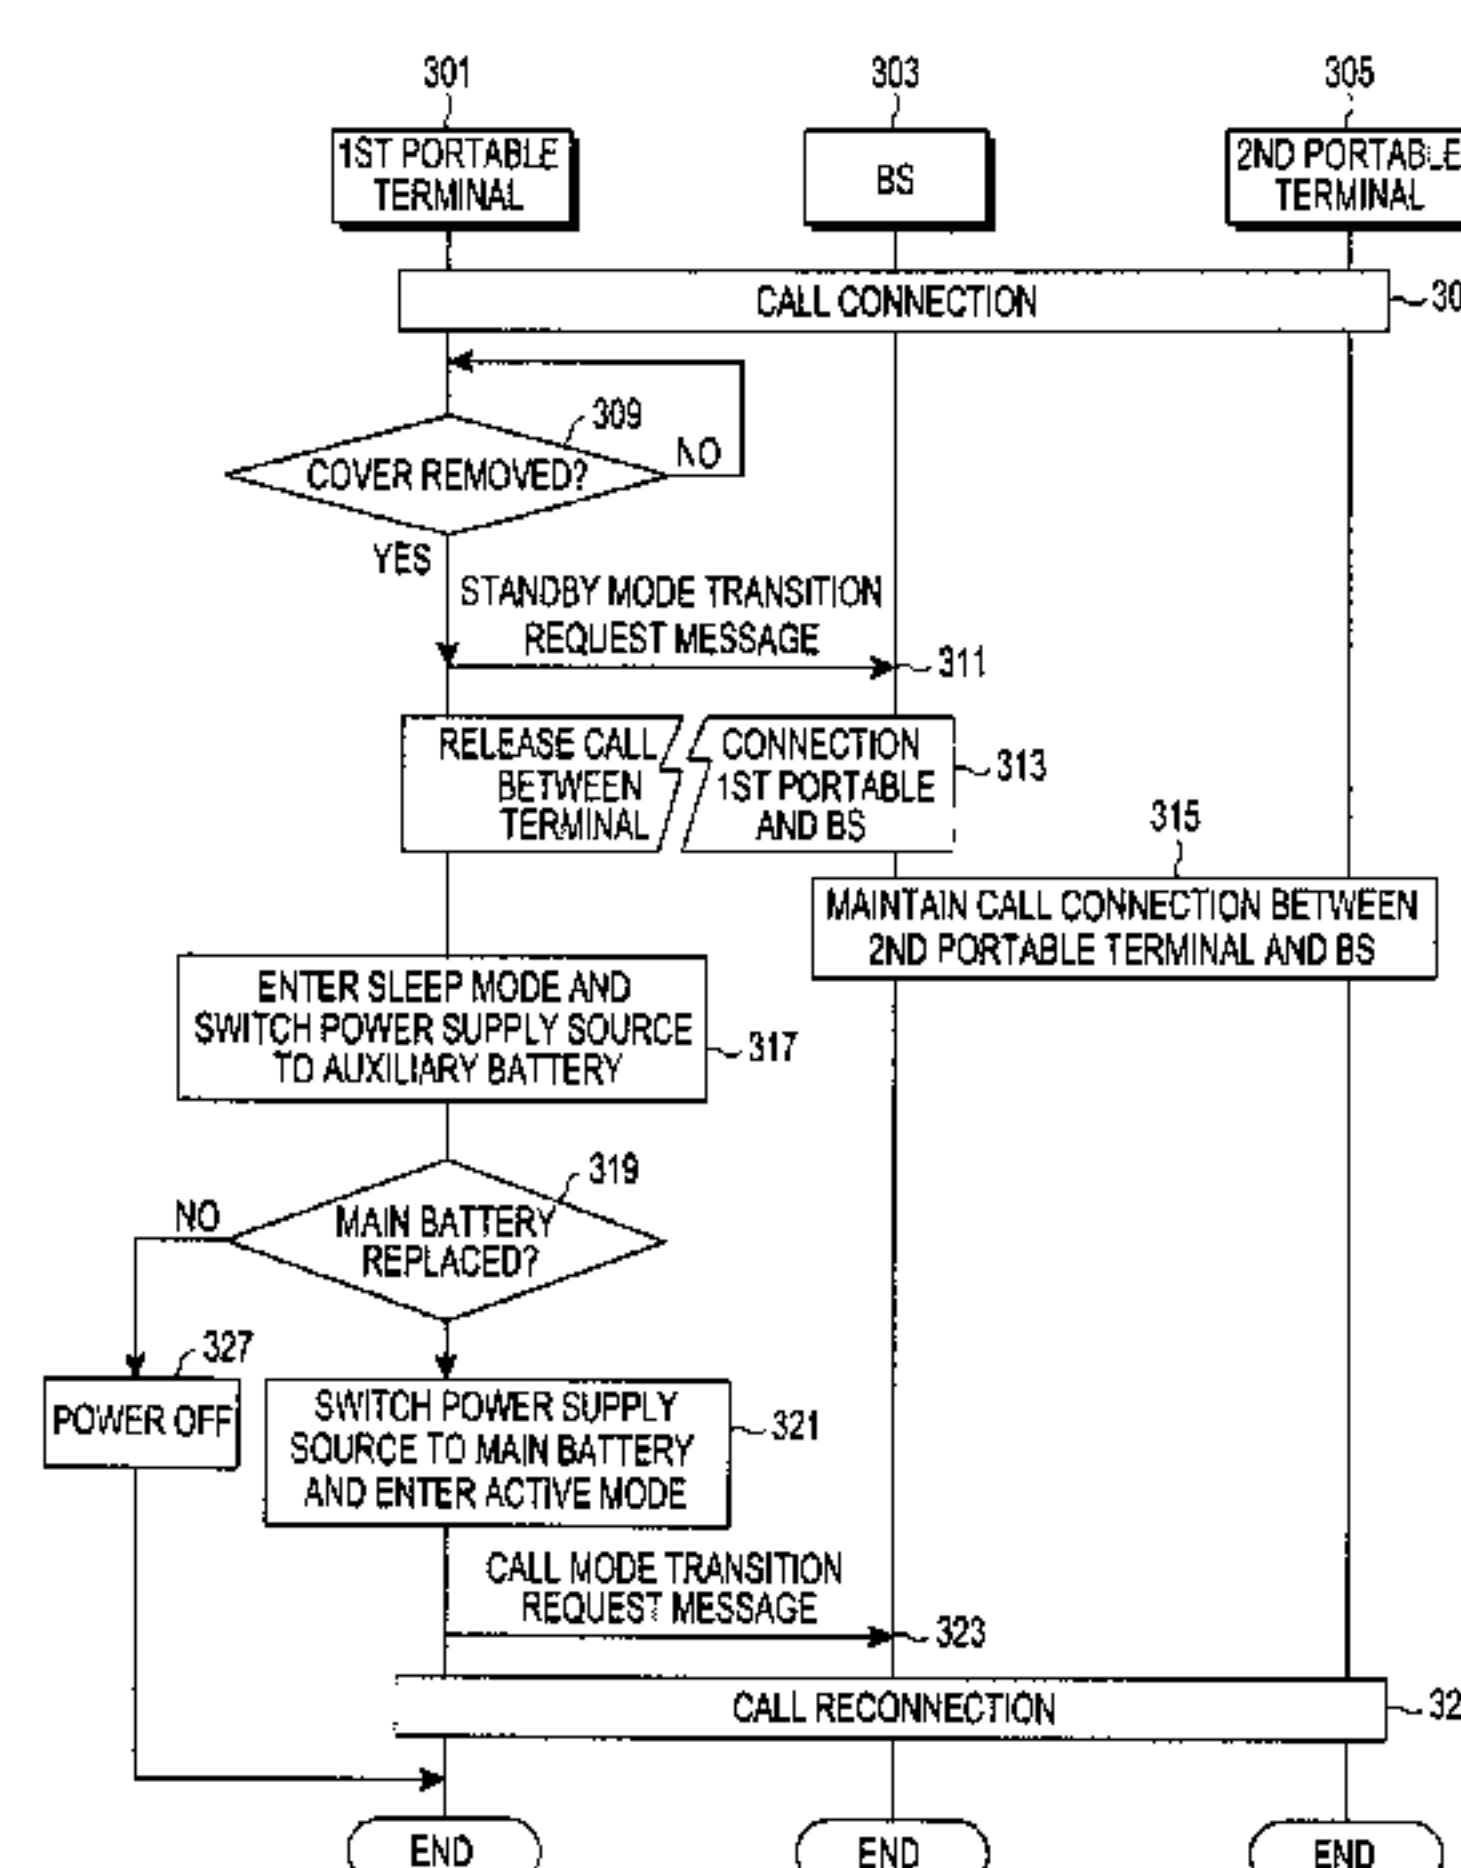 301
303
305
1ST PORTABLE
TERMINAL
BS
2ND PORTABLE
TERMINAL
CALL CONNECTION
30
309
COVER REMOVED?
NO
YES
STANDBY MODE TRANSITION
REQUEST MESSAGE
311
RELEASE CALL CONNECTION
BETWEEN 1ST PORTABLE
TERMINAL AND BS
313
315
MAINTAIN CALL CONNECTION BETWEEN
2ND PORTABLE TERMINAL AND BS
ENTER SLEEP MODE AND
SWITCH POWER SUPPLY SOURCE
TO AUXILIARY BATTERY
317
319
NO
MAIN BATTERY
REPLACED?
327
POWER OFF
SWITCH POWER SUPPLY
SOURCE TO MAIN BATTERY
AND ENTER ACTIVE MODE
321
CALL MODE TRANSITION
REQUEST MESSAGE
323
CALL RECONNECTION
32
END
END
END